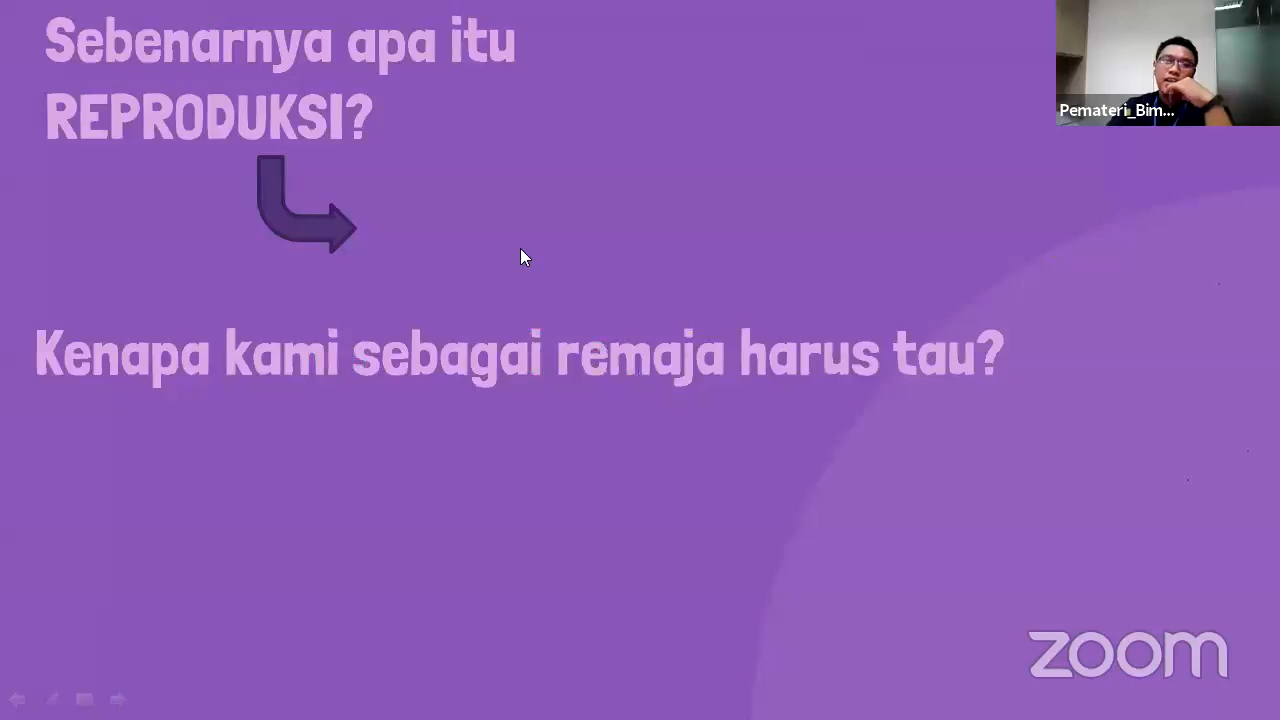 Sebenarnya apa itu
REPRODUKSI?
Pemateri_Bim...
Kenapa kami sebagai remaja harus tau?
zoom